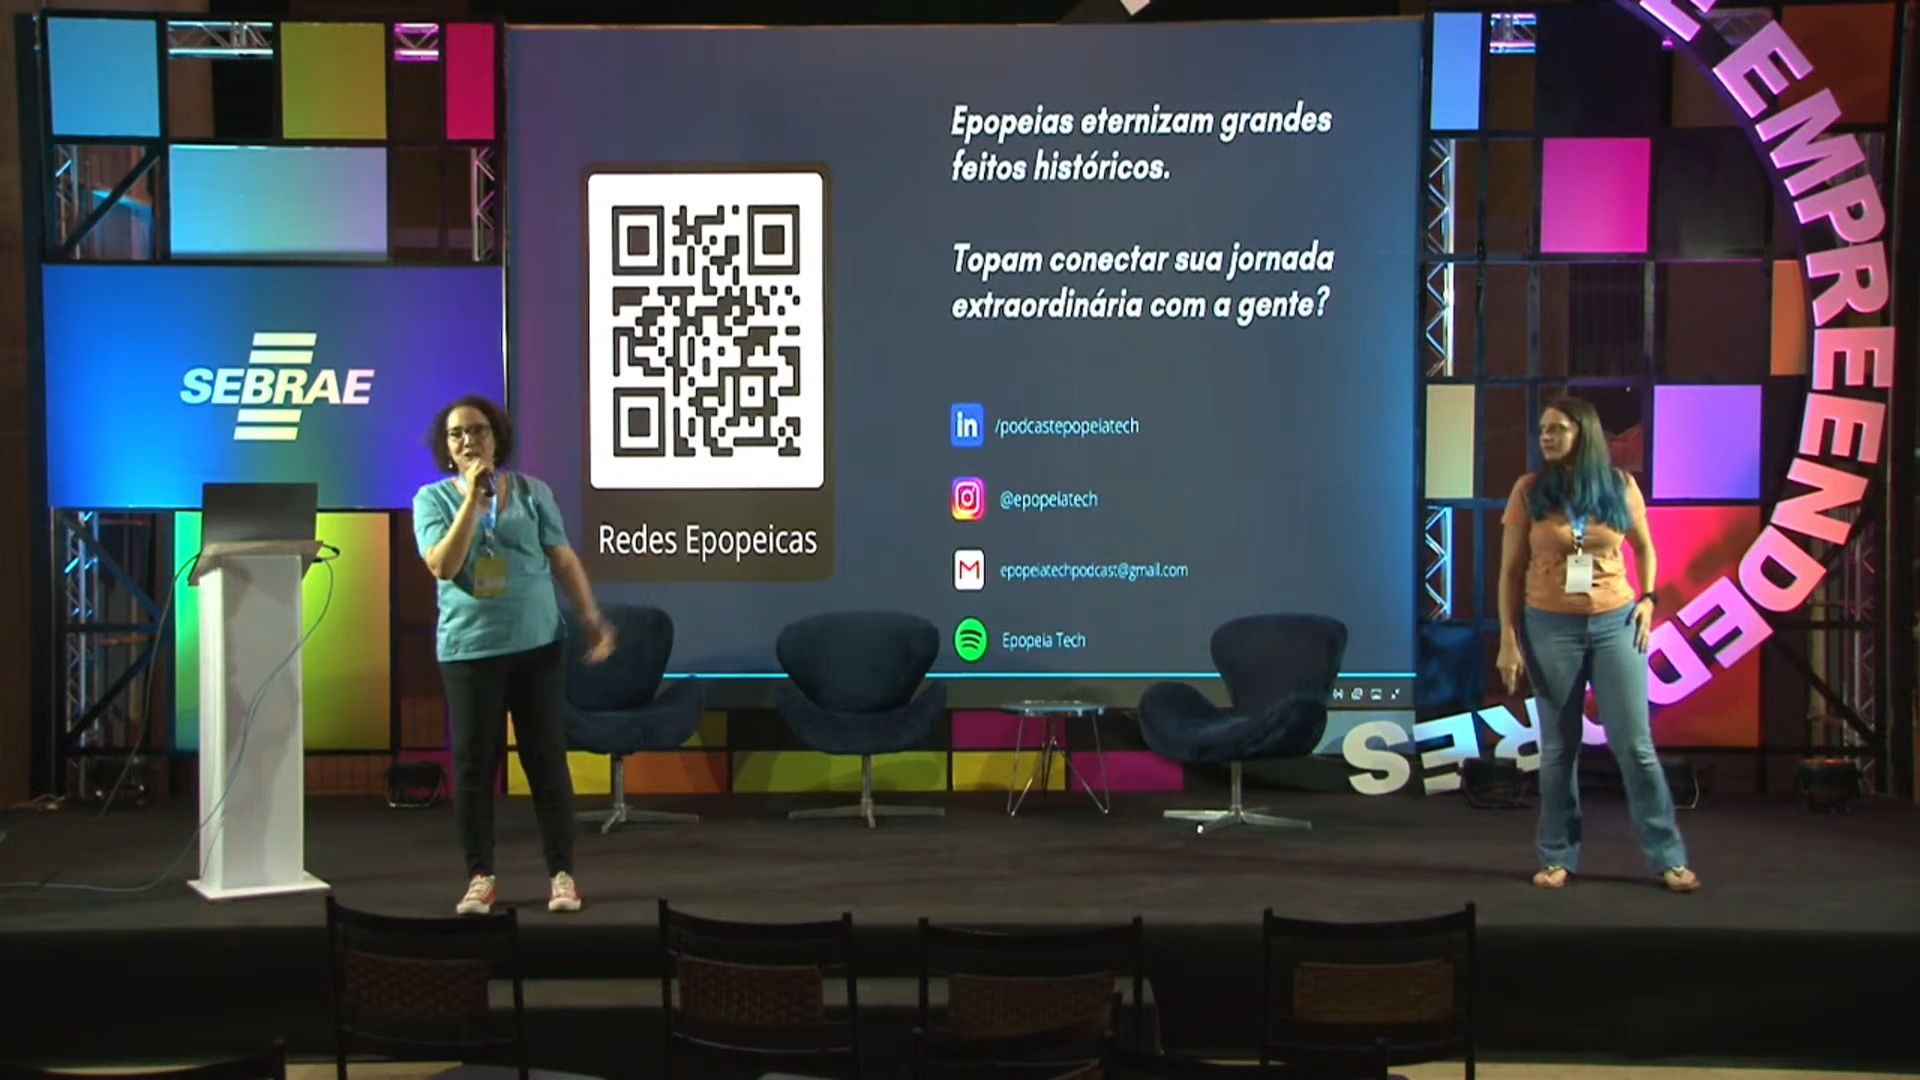 Epopeias eternizam grandes
feitos históricos.
Topam conectar sua jornada
extraordinária com a gente?
in /podcastepopeiatech
@epopeiatech
epopeiatechpodcast@gmail.com
Epopeia Tech
Redes Epopeicas
SEBRAE
EMPREENDEDORES